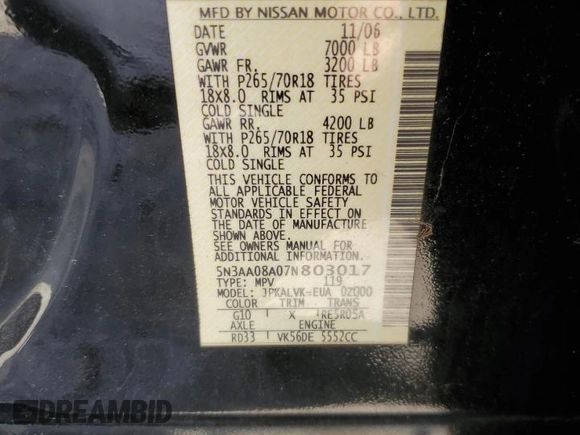 MFD BY NISSAN MOTOR CO., LTD.
DATE 11/06
GVWR 7000 LB
GAWR FR. 3200 LB
WITH P265/70R18 TIRES
18X8.0 RIMS AT 35 PSI
COLD SINGLE
GAWR RR. 4200 LB
WITH P265/70R18 TIRES
18X8.0 RIMS AT 35 PSI
COLD SINGLE
THIS VEHICLE CONFORMS TO
ALL APPLICABLE FEDERAL
MOTOR VEHICLE SAFETY
STANDARDS IN EFFECT ON
THE DATE OF MANUFACTURE
SHOWN ABOVE.
SEE OWNERS MANUAL FOR
ADDITIONAL INFORMATION.
5N3AA08A07N803017
TYPE: MPV 119
MODEL: JPKALVK-EUA 02G00
COLOR TRIM TRANS
G10 X RE5R05A
AXLE ENGINE
RD33 VK56DE 5552CC
DREAMBID